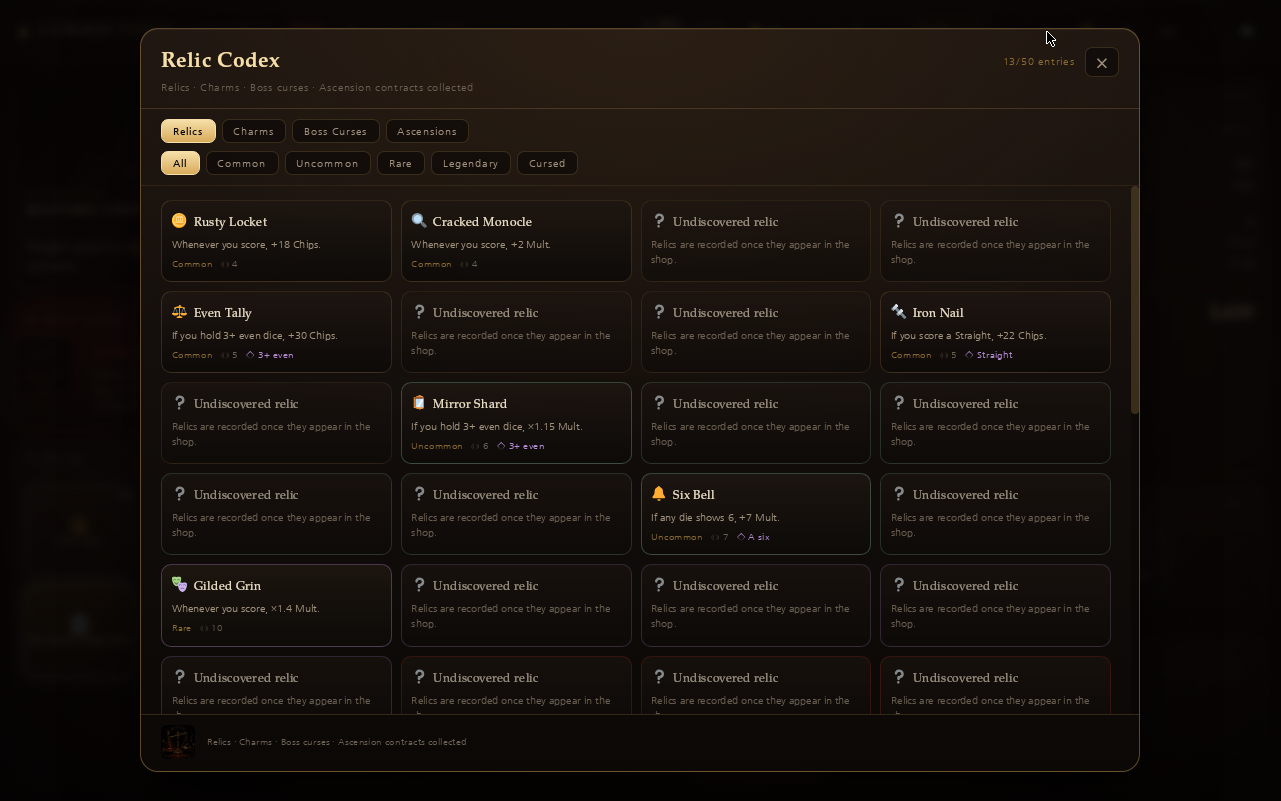 Relic Codex
13/50 entries
Relics · Charms · Boss curses · Ascension contracts collected
Relics Charms Boss Curses Ascensions
All Common Uncommon Rare Legendary Cursed
Rusty Locket
Whenever you score, +18 Chips.
Common 4
Cracked Monocle
Whenever you score, +2 Mult.
Common 4
? Undiscovered relic
Relics are recorded once they appear in the
shop.
? Undiscovered relic
Relics are recorded once they appear in the
shop.
Even Tally
If you hold 3+ even dice, +30 Chips.
Common 5 ◇ 3+ even
? Undiscovered relic
Relics are recorded once they appear in the
shop.
? Undiscovered relic
Relics are recorded once they appear in the
shop.
Iron Nail
If you score a Straight, +22 Chips.
Common 5 ◇ Straight
? Undiscovered relic
Relics are recorded once they appear in the
shop.
Mirror Shard
If you hold 3+ even dice, ×1.15 Mult.
Uncommon 6 ◇ 3+ even
? Undiscovered relic
Relics are recorded once they appear in the
shop.
? Undiscovered relic
Relics are recorded once they appear in the
shop.
? Undiscovered relic
Relics are recorded once they appear in the
shop.
? Undiscovered relic
Relics are recorded once they appear in the
shop.
Six Bell
If any die shows 6, +7 Mult.
Uncommon 7 ◇ A six
? Undiscovered relic
Relics are recorded once they appear in the
shop.
Gilded Grin
Whenever you score, ×1.4 Mult.
Rare 10
? Undiscovered relic
Relics are recorded once they appear in the
shop.
? Undiscovered relic
Relics are recorded once they appear in the
shop.
? Undiscovered relic
Relics are recorded once they appear in the
shop.
? Undiscovered relic
Relics are recorded once they appear in the
? Undiscovered relic
Relics are recorded once they appear in the
? Undiscovered relic
Relics are recorded once they appear in the
? Undiscovered relic
Relics are recorded once they appear in the
Relics · Charms · Boss curses · Ascension contracts collected